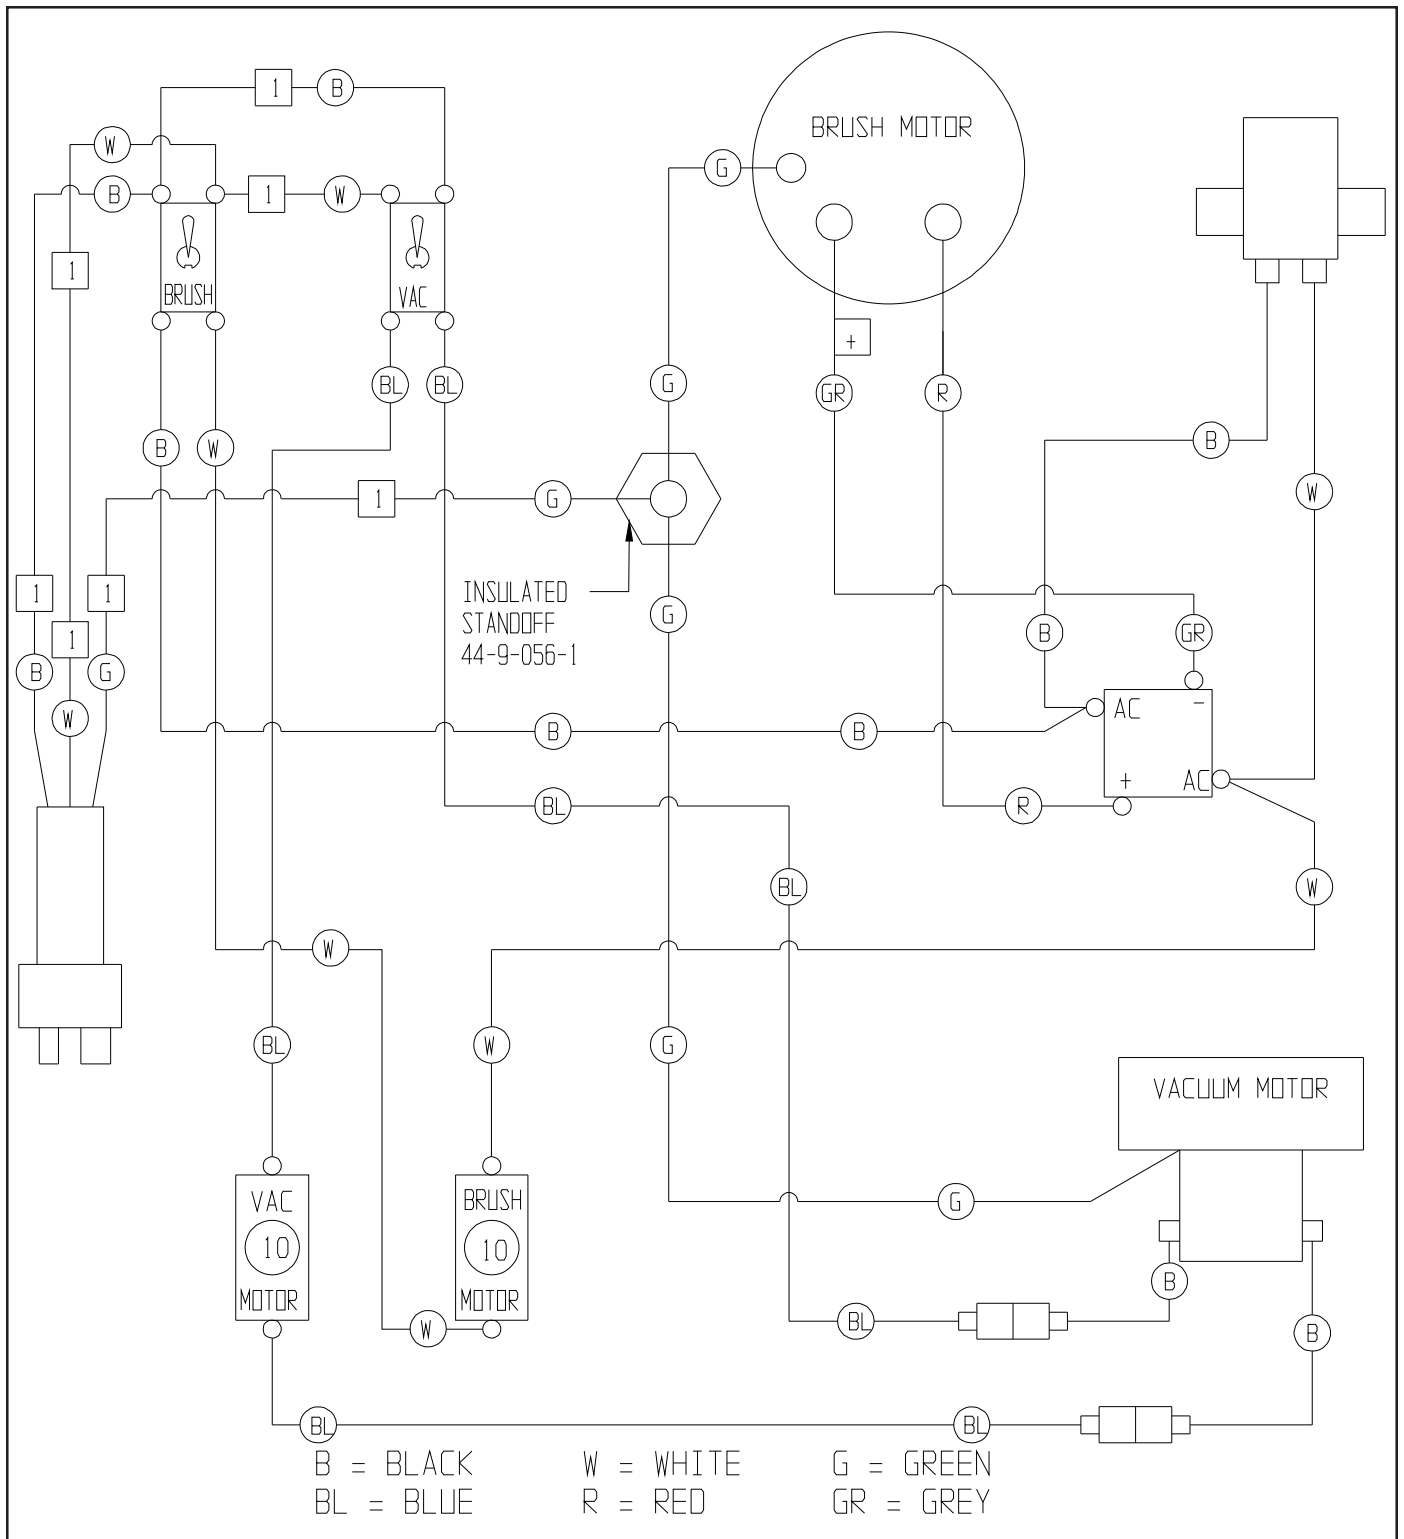 1 B
BRUSH MOTOR
W
G
B
1 W
1
BRUSH
VAC
+
BL BL
G
GR
R
B
B W
1 G
W
INSULATED
STANDOFF
44-9-056-1
1
1
G
1
B
GR
B
G
W
AC
-
B
B
+
AC
BL
R
BL
W
W
BL
W
G
VACUUM MOTOR
VAC
10
MOTOR
BRUSH
10
MOTOR
G
B
W
BL
B
BL
BL
B = BLACK W = WHITE G = GREEN
BL = BLUE R = RED GR = GREY